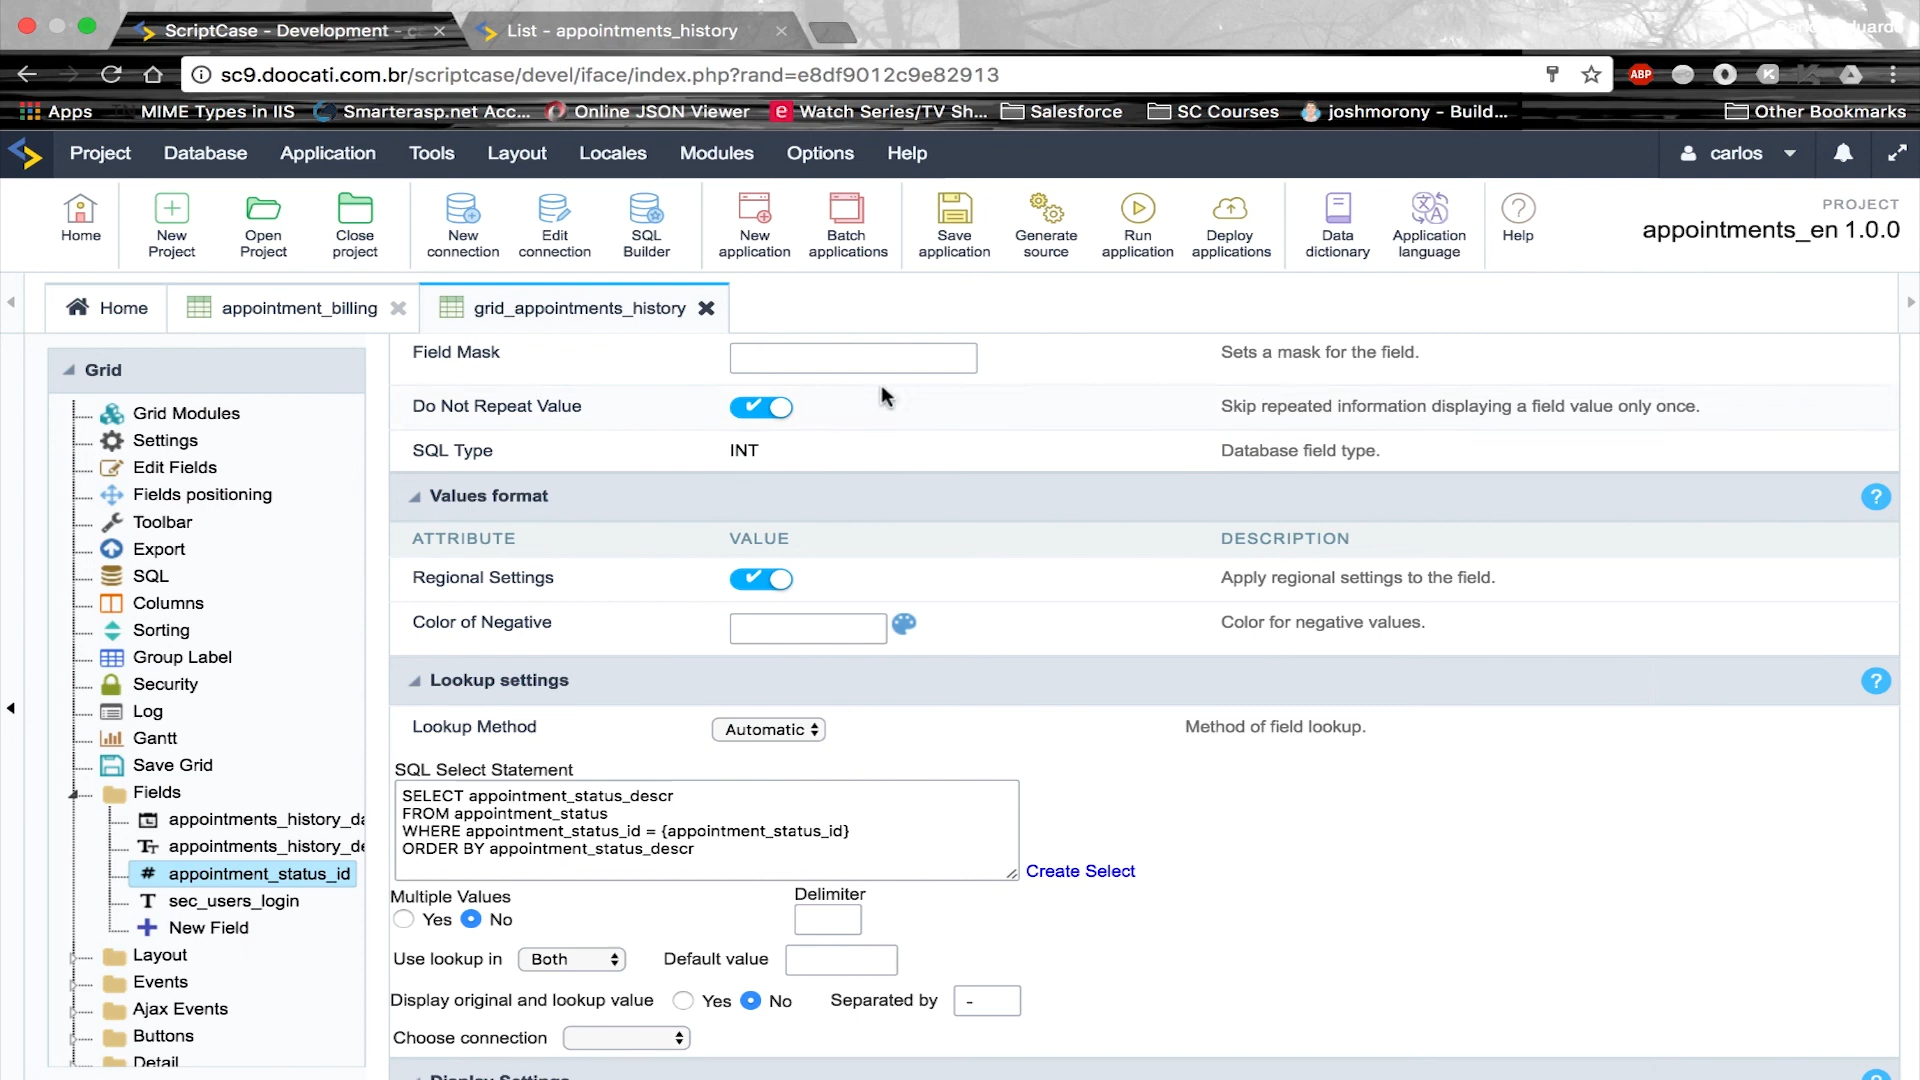 ScriptCase - Development -
List - appointments_history
sc9.doocati.com.br/scriptcase/devel/iface/index.php?rand=e8df9012c9e82913
ABP
Apps
MIME Types in IIS
Smarterasp.net Acc...
Online JSON Viewer
Watch Series/TV Sh...
Salesforce
SC Courses
joshmorony - Build...
Other Bookmarks
Project
Database
Application
Tools
Layout
Locales
Modules
Options
Help
carlos
Home
New
Project
Open
Project
Close
project
New
connection
Edit
connection
SQL
Builder
New
application
Batch
applications
Save
application
Generate
source
Run
application
Deploy
applications
Data
dictionary
Application
language
Help
PROJECT
appointments_en 1.0.0
Home
appointment_billing
grid_appointments_history
Grid
Grid Modules
Settings
Edit Fields
Fields positioning
Toolbar
Export
SQL
Columns
Sorting
Group Label
Security
Log
Gantt
Save Grid
Fields
appointments_history_da
appointments_history_de
# appointment_status_id
sec_users_login
New Field
Layout
Events
Ajax Events
Buttons
Detail
Field Mask
Sets a mask for the field.
Do Not Repeat Value
Skip repeated information displaying a field value only once.
SQL Type
INT
Database field type.
Values format
ATTRIBUTE
VALUE
DESCRIPTION
Regional Settings
Apply regional settings to the field.
Color of Negative
Color for negative values.
Lookup settings
Lookup Method
Automatic
Method of field lookup.
SQL Select Statement
SELECT appointment_status_descr
FROM appointment_status
WHERE appointment_status_id = {appointment_status_id}
ORDER BY appointment_status_descr
Create Select
Multiple Values
Yes No
Delimiter
Use lookup in
Both
Default value
Display original and lookup value
Yes No
Separated by
-
Choose connection
Display Settings